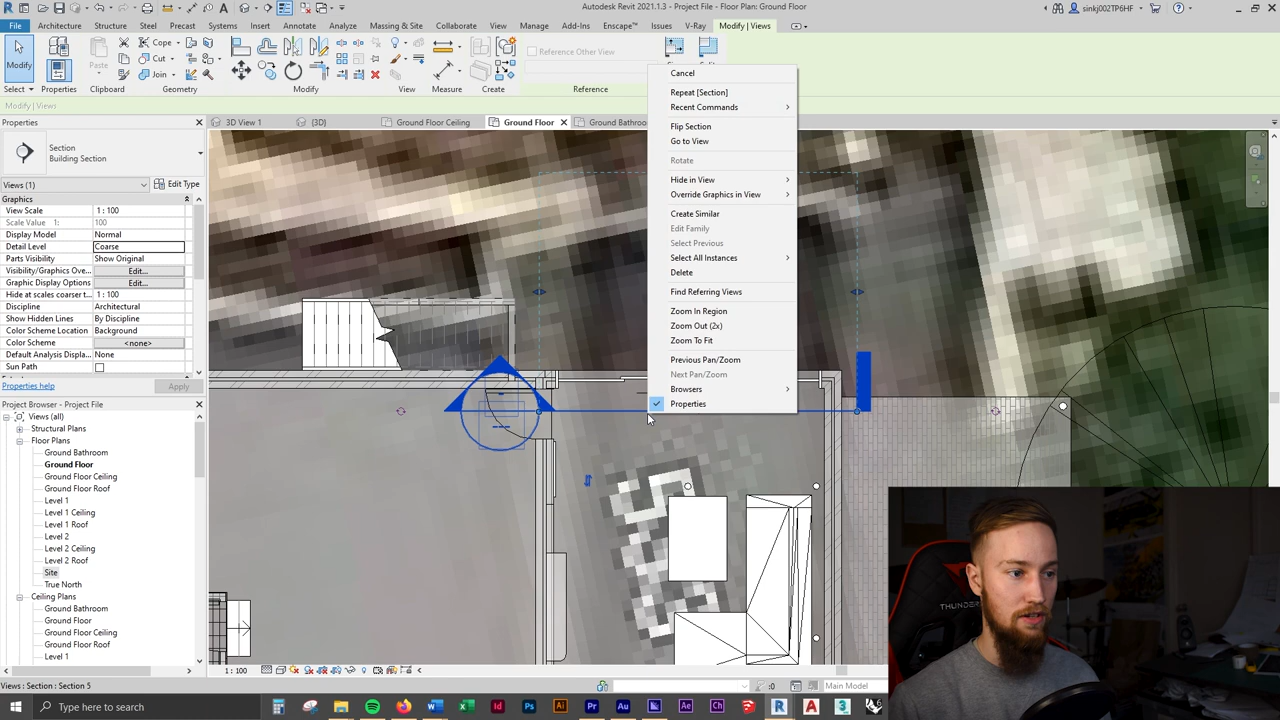 Autodesk Revit 2021.1.3 - Project File - Floor Plan: Ground Floor
sinkj002TP6HF
File Architecture Structure Steel Precast Systems Insert Annotate Analyze Massing & Site Collaborate View Manage Add-Ins Enscape™ Issues V-Ray Modify | Views
Modify
Paste
Cope
Cut
Join
Reference Other View
Select Properties Clipboard Geometry Modify View Measure Create Reference
Modify | Views
Properties
3D View 1 {3D} Ground Floor Ceiling Ground Floor Ground Bathroo
Section
Building Section
Views (1) Edit Type
Graphics
View Scale 1 : 100
Scale Value 1: 100
Display Model Normal
Detail Level Coarse
Parts Visibility Show Original
Visibility/Graphics Ove... Edit...
Graphic Display Options Edit...
Hide at scales coarser t... 1 : 100
Discipline Architectural
Show Hidden Lines By Discipline
Color Scheme Location Background
Color Scheme <none>
Default Analysis Displa... None
Sun Path
Properties help Apply
Project Browser - Project File
Views (all)
Structural Plans
Floor Plans
Ground Bathroom
Ground Floor
Ground Floor Ceiling
Ground Floor Roof
Level 1
Level 1 Ceiling
Level 1 Roof
Level 2
Level 2 Ceiling
Level 2 Roof
Site
True North
Ceiling Plans
Ground Bathroom
Ground Floor
Ground Floor Ceiling
Ground Floor Roof
Level 1
Cancel
Repeat [Section]
Recent Commands
Flip Section
Go to View
Rotate
Hide in View
Override Graphics in View
Create Similar
Edit Family
Select Previous
Select All Instances
Delete
Find Referring Views
Zoom In Region
Zoom Out (2x)
Zoom To Fit
Previous Pan/Zoom
Next Pan/Zoom
Browsers
Properties
1 : 100
Views : Section : Section 5
:0
Main Model
Type here to search
THUNDER